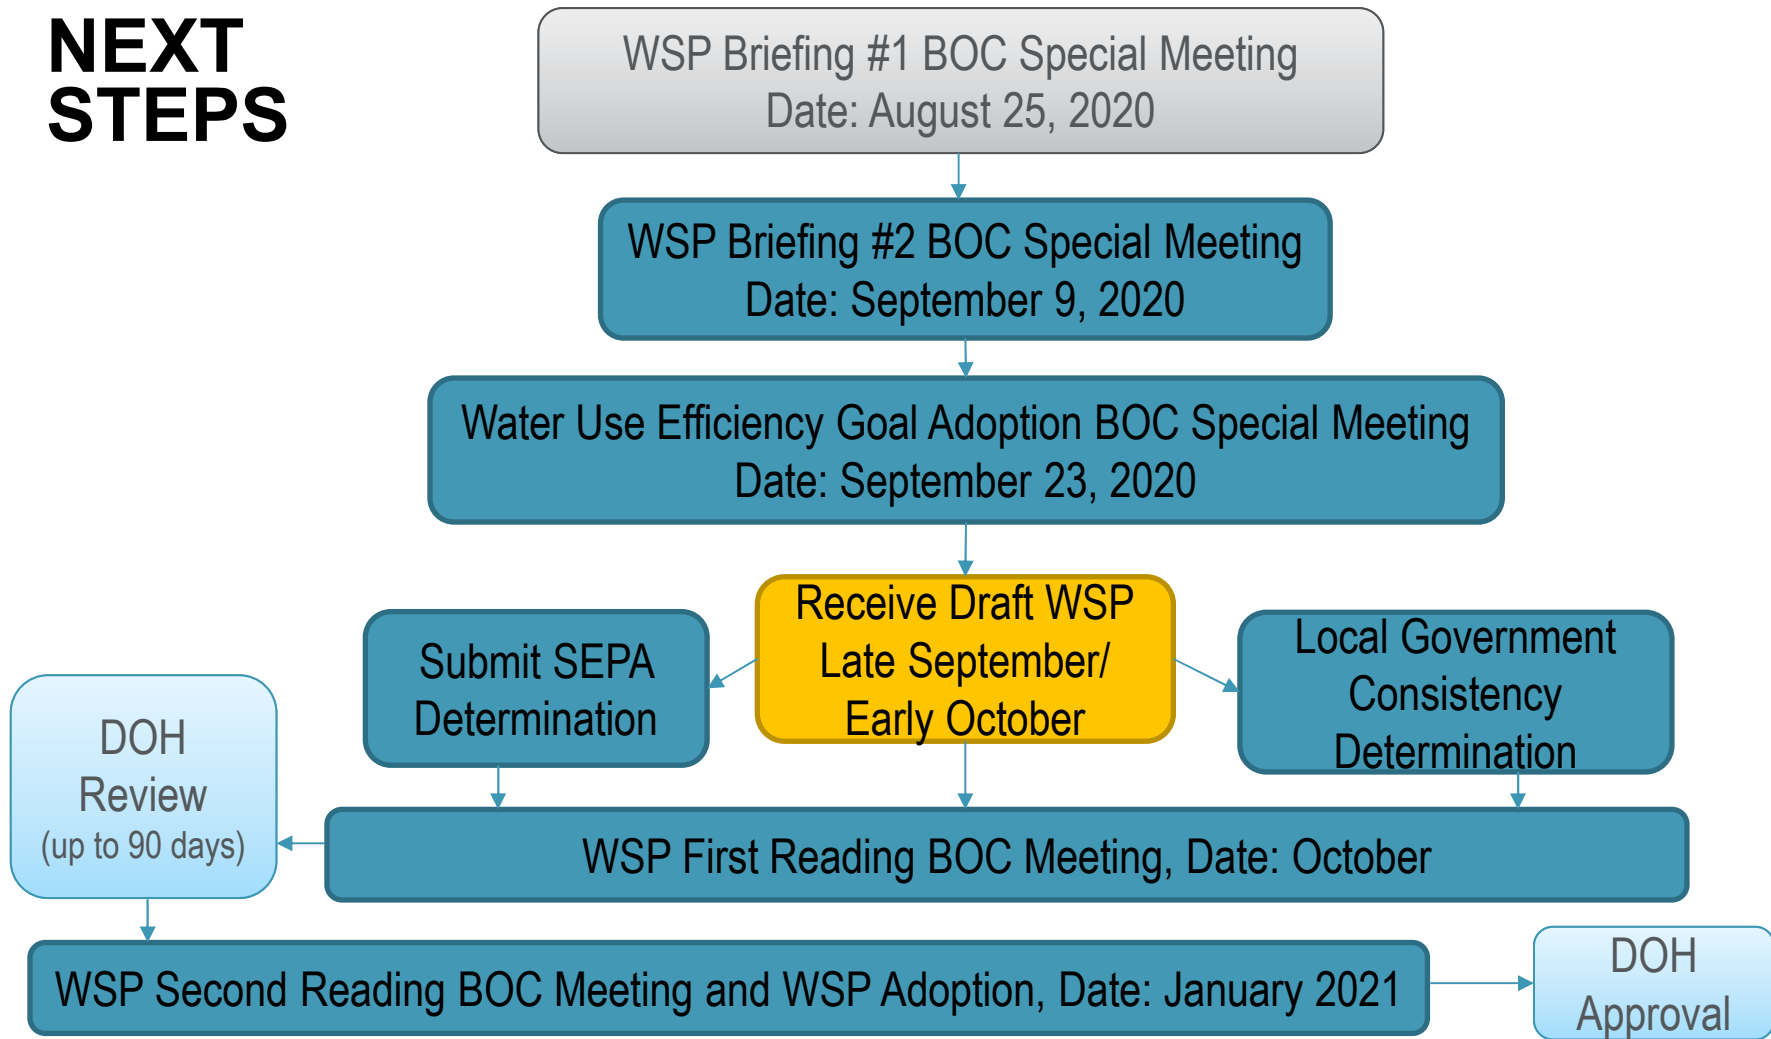 NEXT
STEPS
WSP Briefing #1 BOC Special Meeting
Date: August 25, 2020
WSP Briefing #2 BOC Special Meeting
Date: September 9, 2020
Water Use Efficiency Goal Adoption BOC Special Meeting
Date: September 23, 2020
Receive Draft WSP
Late September/
Early October
Submit SEPA
Determination
Local Government
Consistency
Determination
DOH
Review
(up to 90 days)
WSP First Reading BOC Meeting, Date: October
WSP Second Reading BOC Meeting and WSP Adoption, Date: January 2021
DOH
Approval